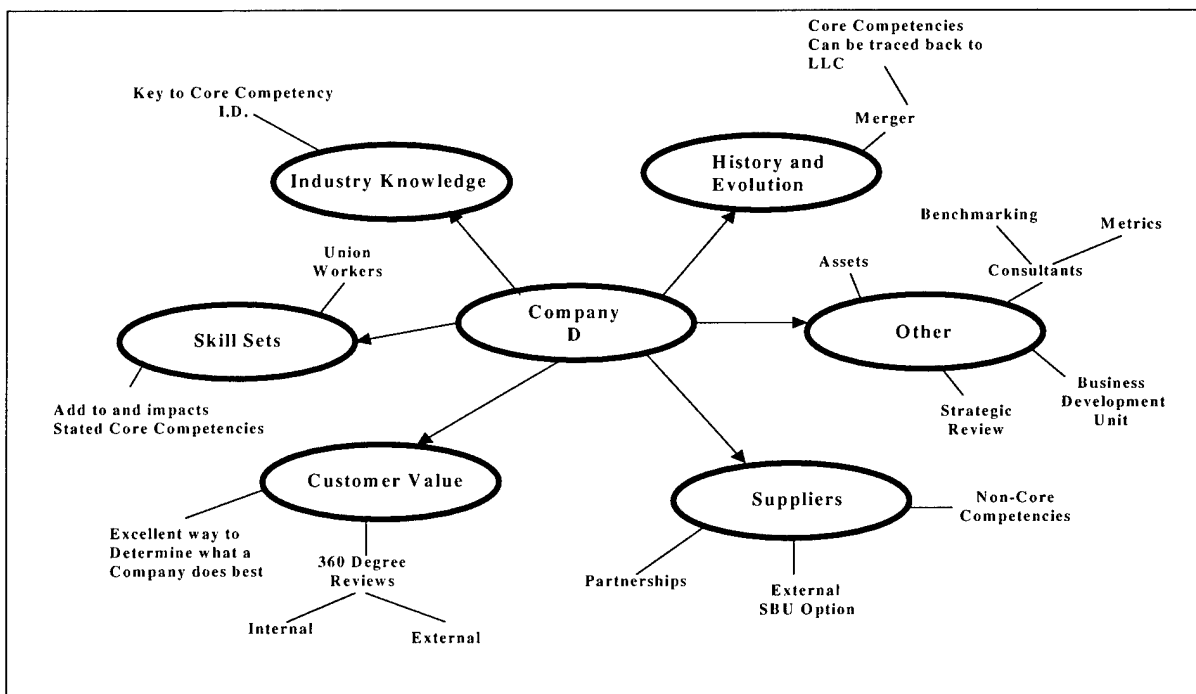 Core Competencies
Can be traced back to
LLC
Key to Core Competency
I.D.
Merger
History and
Evolution
Industry Knowledge
Benchmarking
Metrics
Union
Workers
Assets
Consultants
Company
D
Skill Sets
Other
Business
Development
Unit
Strategic
Review
Add to and impacts
Stated Core Competencies
Customer Value
Suppliers
Non-Core
Competencies
Excellent way to
Determine what a
Company does best
360 Degree
Reviews
Partnerships
External
SBU Option
Internal
External